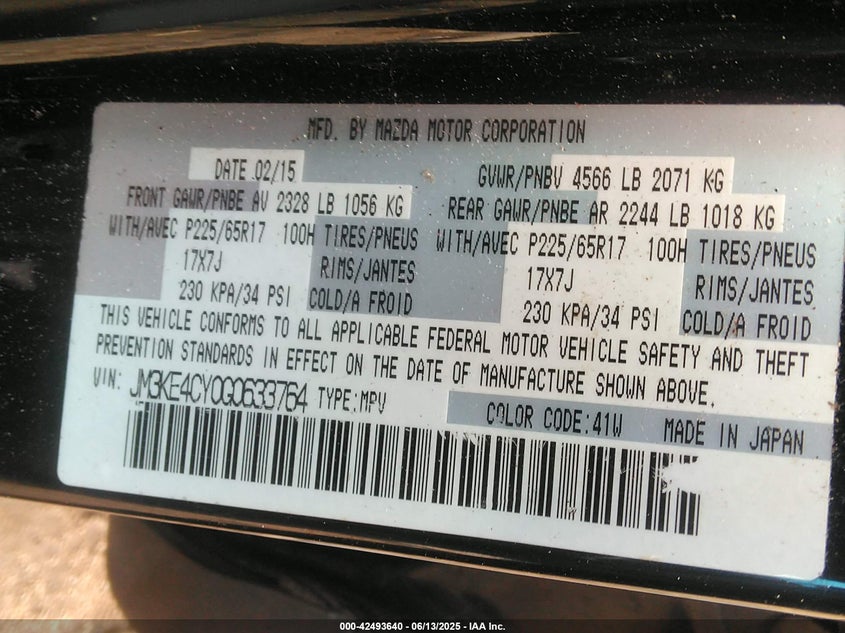 MFD. BY MAZDA MOTOR CORPORATION
DATE 02/15 GVWR/PNBV 4566 LB 2071 KG
FRONT GAWR/PNBE AV 2328 LB 1056 KG REAR GAWR/PNBE AR 2244 LB 1018 KG
WITH/AVEC P225/65R17 100H TIRES/PNEUS WITH/AVEC P225/65R17 100H TIRES/PNEUS
17X7J RIMS/JANTES 17X7J RIMS/JANTES
230 KPA/34 PSI COLD/A FROID 230 KPA/34 PSI COLD/A FROID
THIS VEHICLE CONFORMS TO ALL APPLICABLE FEDERAL MOTOR VEHICLE SAFETY AND THEFT
PREVENTION STANDARDS IN EFFECT ON THE DATE OF MANUFACTURE SHOWN ABOVE.
VIN: JM3KE4CY0G0633764 TYPE:MPV
COLOR CODE:41W MADE IN JAPAN
000-42493640 - 06/13/2025 - IAA Inc.